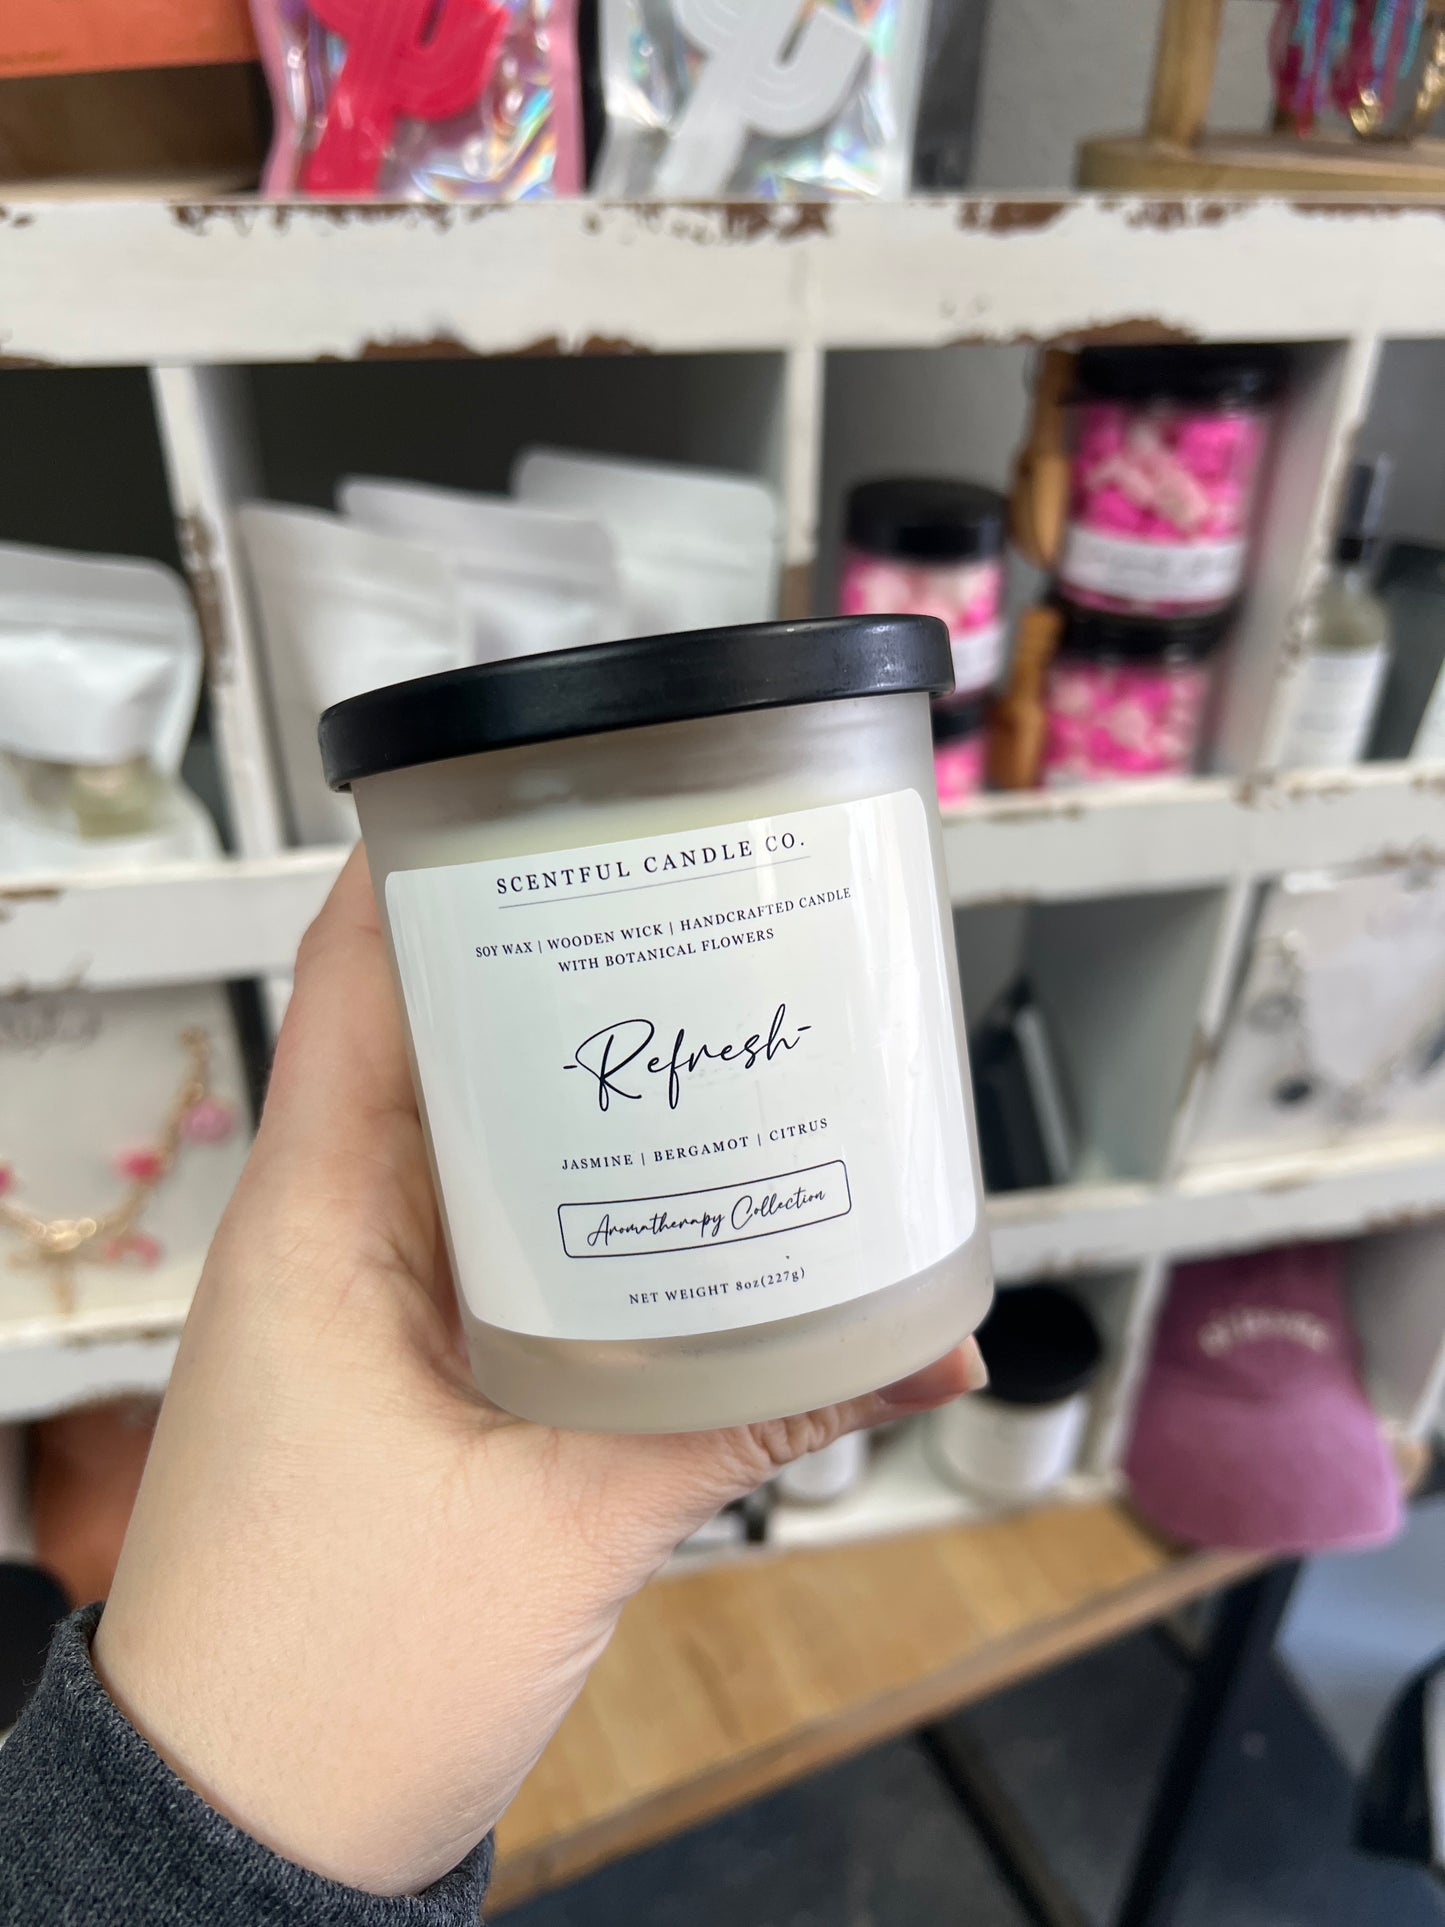 SCENTFUL CANDLE CO.
SOY WAX | WOODEN WICK | HANDCRAFTED CANDLE
WITH BOTANICAL FLOWERS
-Refresh-
JASMINE | BERGAMOT | CITRUS
Aromatherapy Collection
NET WEIGHT 8oz(227g)